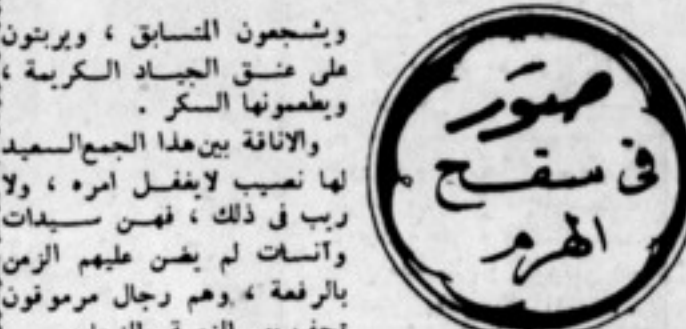 صور
في سفح
الهرم
ويشجعون المتسابق ، ويربتون
على عنق الجياد الكريمة ،
ويطعمونها السكر .
والاناقة بين هذا الجمع السعيد
لها نصيب لايغفل امره ، ولا
ريب فى ذلك ، فهن سيدات
وآنسات لم يضن عليهم الزمن
بالرفعة ، وهم رجال مرموقون